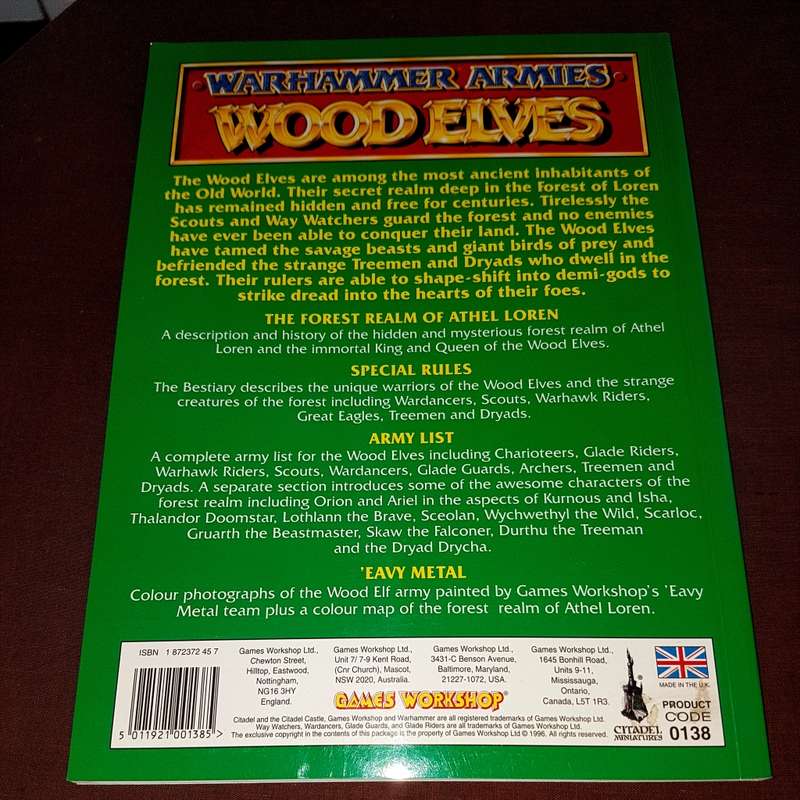 WARHAMMER ARMIES
WOOD ELVES
The Wood Elves are among the most ancient inhabitants of
the Old World. Their secret realm deep in the Forest of Loren
has remained hidden and free for centuries. Tirelessly the
Scouts and Way Watchers guard the forest and no enemies
have ever been able to conquer their land. The Wood Elves
have tamed the savage beasts and giant birds of prey and
befriended the strange Treemen and Dryads who dwell in the
forest. Their rulers are able to shape-shift into demi-gods to
strike dread into the hearts of their foes.
THE FOREST REALM OF ATHEL LOREN
A description and history of the hidden and mysterious forest realm of Athel
Loren and the immortal King and Queen of the Wood Elves.
SPECIAL RULES
The Bestiary describes the unique warriors of the Wood Elves and the strange
creatures of the forest including Wardancers, Scouts, Warhawk Riders,
Great Eagles, Treemen and Dryads.
ARMY LIST
A complete army list for the Wood Elves including Charioteers, Glade Riders,
Warhawk Riders, Scouts, Wardancers, Glade Guards, Archers, Treemen and
Dryads. A separate section introduces some of the awesome characters of the
forest realm including Orion and Ariel in the aspects of Kurnous and Isha,
Thalandor Doomstar, Lothlann the Brave, Sceolan, Wychwethyl the Wild, Scarloc,
Gruarth the Beastmaster, Skaw the Falconer, Durthu the Treeman
and the Dryad Drycha.
'EAVY METAL
Colour photographs of the Wood Elf army painted by Games Workshop's 'Eavy
Metal team plus a colour map of the forest realm of Athel Loren.
ISBN 1 872372 45 7
5 011921 001385 >
Games Workshop Ltd.,
Chewton Street,
Hilltop, Eastwood,
Nottingham,
NG16 3HY
England.
Games Workshop Ltd.,
Unit 7/ 7-9 Kent Road,
(Cnr Church), Mascot,
NSW 2020, Australia.
Games Workshop Ltd.,
3431-C Benson Avenue,
Baltimore, Maryland,
21227-1072, USA.
Games Workshop Ltd.,
1645 Bonhill Road,
Units 9-11,
Mississauga,
Ontario,
Canada, L5T 1R3.
GAMES WORKSHOP
Citadel and the Citadel Castle, Games Workshop and Warhammer are all registered trademarks of Games Workshop Ltd.
Way Watchers, Wardancers, Glade Guards, and Glade Riders are all trademarks of Games Workshop Ltd.
The exclusive copyright in the contents of this package is the property of Games Workshop Ltd © 1996, All rights reserved.
CITADEL
MINIATURES
MADE IN THE U.K.
PRODUCT
CODE
0138